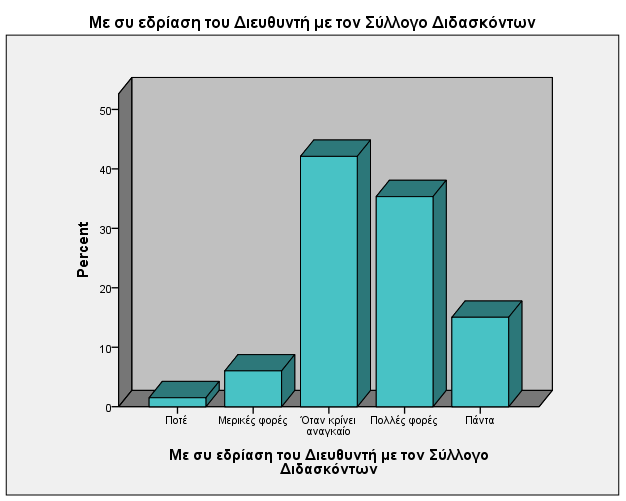 Με συ εδρίαση του Διευθυντή με τον Σύλλογο Διδασκόντων
50
40
30
20
10
0
Percent
Ποτέ
Μερικές φορές
Όταν κρίνει
αναγκαίο
Πολλές φορές
Πάντα
Με συ εδρίαση του Διευθυντή με τον Σύλλογο
Διδασκόντων